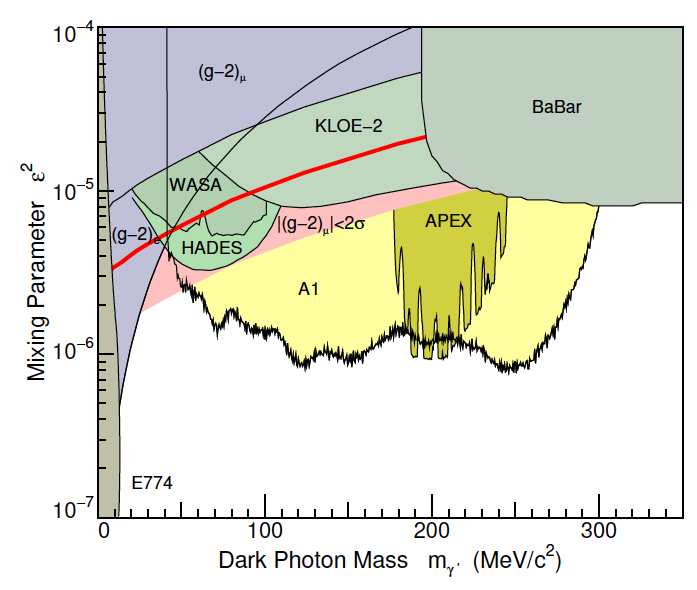 10⁻⁴
(g−2)μ
BaBar
KLOE−2
10⁻⁵
WASA
(g−2)e
HADES
|(g−2)μ|<2σ
APEX
A1
Mixing Parameter ε²
10⁻⁶
E774
10⁻⁷
0
100
200
300
Dark Photon Mass mγ' (MeV/c²)